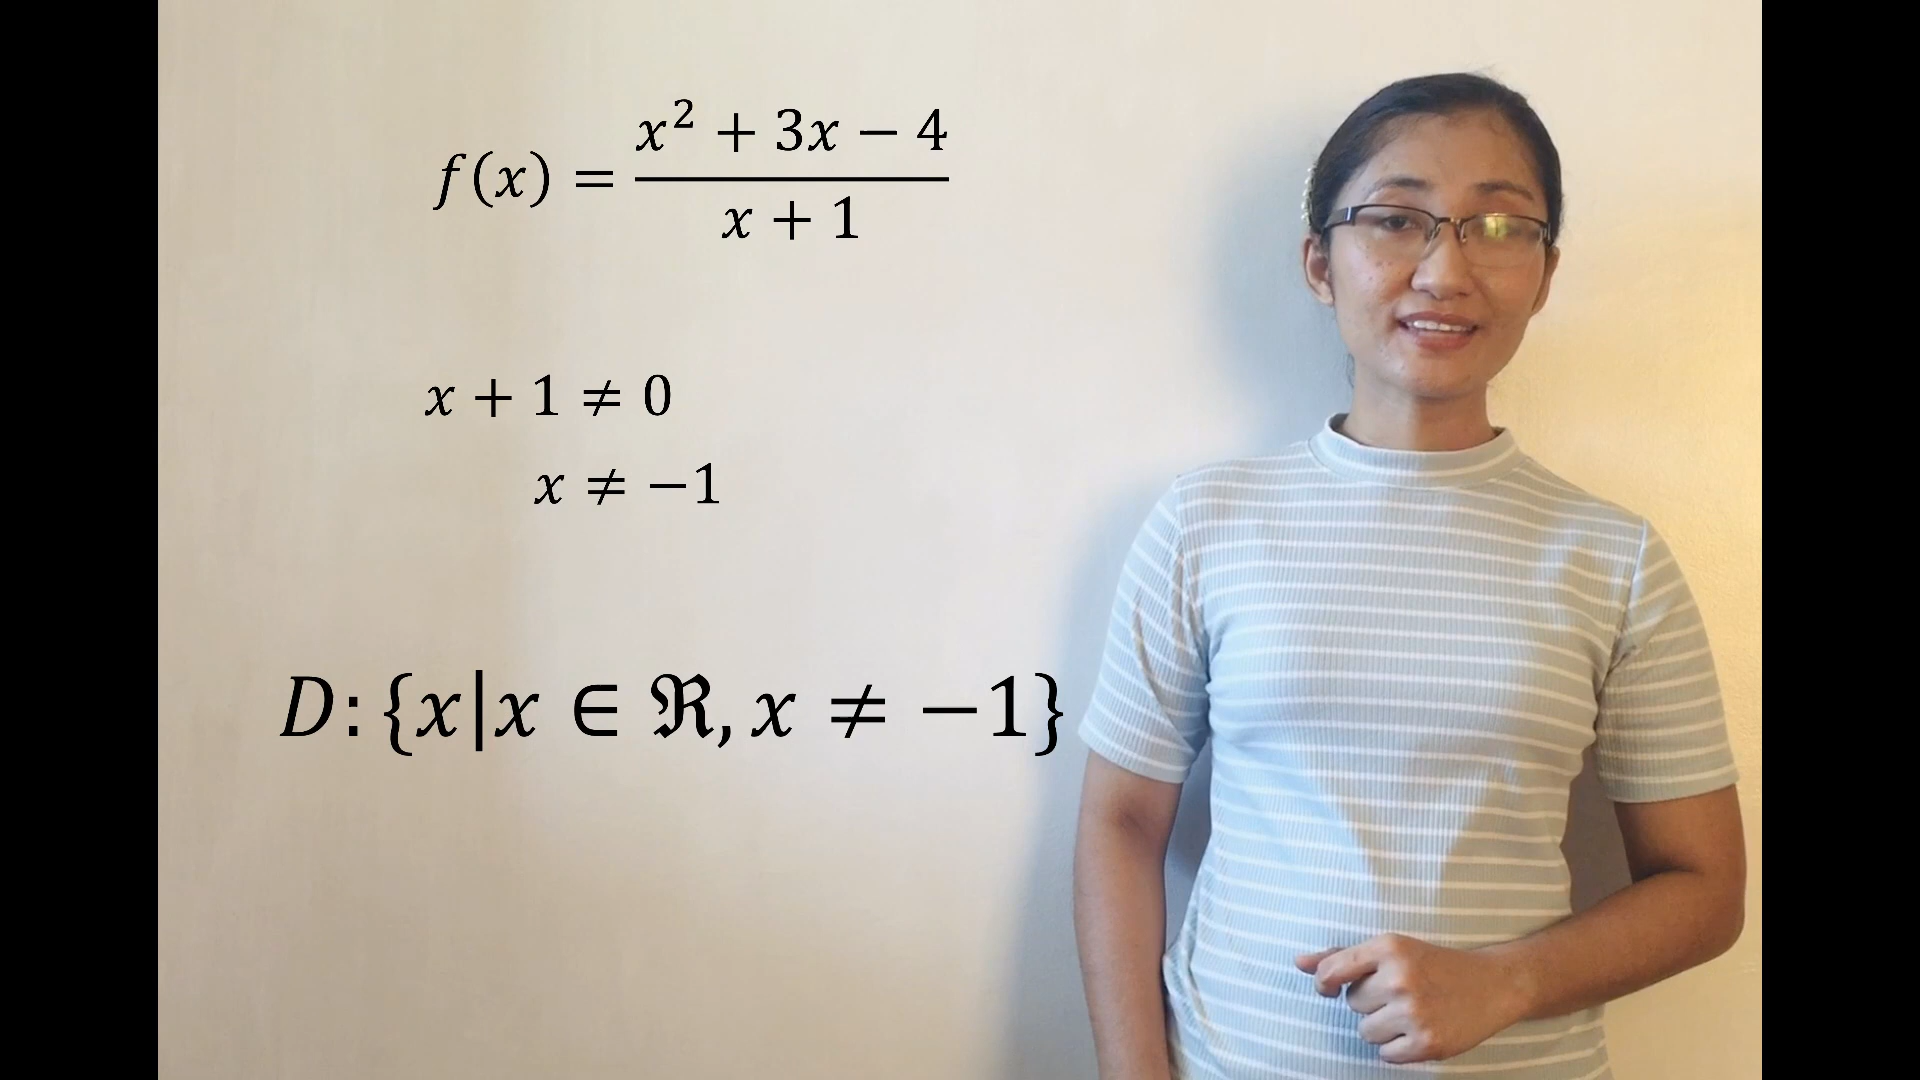 f(x) = x² + 3x − 4
x + 1
x + 1 ≠ 0
x ≠ −1
D: {x|x ∈ ℜ, x ≠ −1}